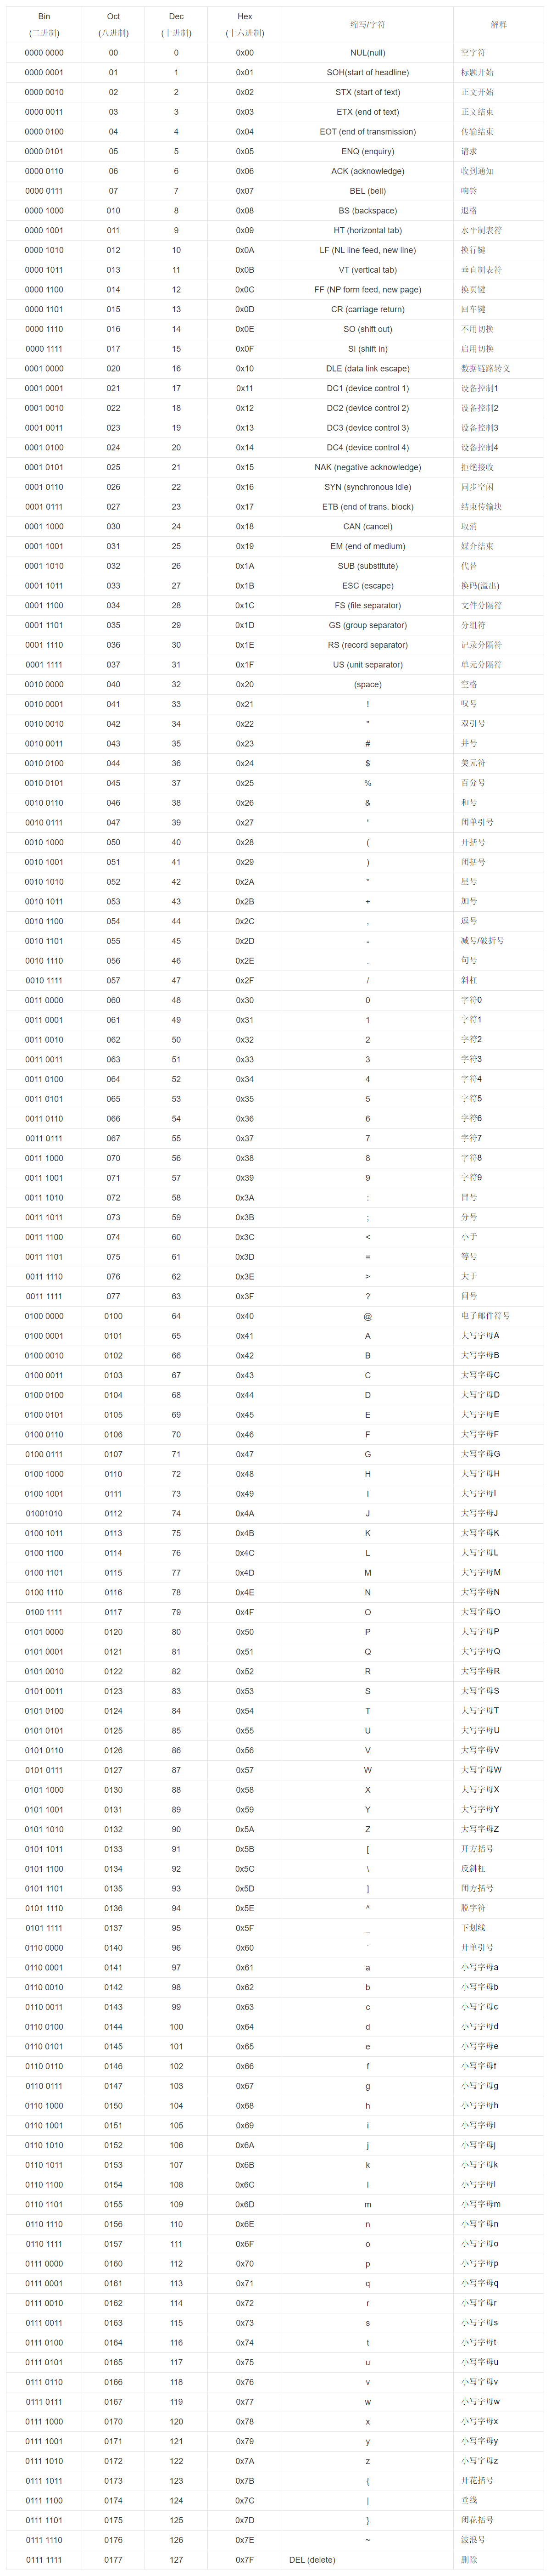 Bin Oct Dec Hex 缩写/字符 解释
(二进制) (八进制) (十进制) (十六进制)
0000 0000 00 0 0x00 NUL(null) 空字符
0000 0001 01 1 0x01 SOH(start of headline) 标题开始
0000 0010 02 2 0x02 STX (start of text) 正文开始
0000 0011 03 3 0x03 ETX (end of text) 正文结束
0000 0100 04 4 0x04 EOT (end of transmission) 传输结束
0000 0101 05 5 0x05 ENQ (enquiry) 请求
0000 0110 06 6 0x06 ACK (acknowledge) 收到通知
0000 0111 07 7 0x07 BEL (bell) 响铃
0000 1000 010 8 0x08 BS (backspace) 退格
0000 1001 011 9 0x09 HT (horizontal tab) 水平制表符
0000 1010 012 10 0x0A LF (NL line feed, new line) 换行键
0000 1011 013 11 0x0B VT (vertical tab) 垂直制表符
0000 1100 014 12 0x0C FF (NP form feed, new page) 换页键
0000 1101 015 13 0x0D CR (carriage return) 回车键
0000 1110 016 14 0x0E SO (shift out) 不用切换
0000 1111 017 15 0x0F SI (shift in) 启用切换
0001 0000 020 16 0x10 DLE (data link escape) 数据链路转义
0001 0001 021 17 0x11 DC1 (device control 1) 设备控制1
0001 0010 022 18 0x12 DC2 (device control 2) 设备控制2
0001 0011 023 19 0x13 DC3 (device control 3) 设备控制3
0001 0100 024 20 0x14 DC4 (device control 4) 设备控制4
0001 0101 025 21 0x15 NAK (negative acknowledge) 拒绝接收
0001 0110 026 22 0x16 SYN (synchronous idle) 同步空闲
0001 0111 027 23 0x17 ETB (end of trans. block) 结束传输块
0001 1000 030 24 0x18 CAN (cancel) 取消
0001 1001 031 25 0x19 EM (end of medium) 媒介结束
0001 1010 032 26 0x1A SUB (substitute) 代替
0001 1011 033 27 0x1B ESC (escape) 换码(溢出)
0001 1100 034 28 0x1C FS (file separator) 文件分隔符
0001 1101 035 29 0x1D GS (group separator) 分组符
0001 1110 036 30 0x1E RS (record separator) 记录分隔符
0001 1111 037 31 0x1F US (unit separator) 单元分隔符
0010 0000 040 32 0x20 (space) 空格
0010 0001 041 33 0x21 ! 叹号
0010 0010 042 34 0x22 " 双引号
0010 0011 043 35 0x23 # 井号
0010 0100 044 36 0x24 $ 美元符
0010 0101 045 37 0x25 % 百分号
0010 0110 046 38 0x26 & 和号
0010 0111 047 39 0x27 ' 闭单引号
0010 1000 050 40 0x28 ( 开括号
0010 1001 051 41 0x29 ) 闭括号
0010 1010 052 42 0x2A * 星号
0010 1011 053 43 0x2B + 加号
0010 1100 054 44 0x2C , 逗号
0010 1101 055 45 0x2D - 减号/破折号
0010 1110 056 46 0x2E . 句号
0010 1111 057 47 0x2F / 斜杠
0011 0000 060 48 0x30 0 字符0
0011 0001 061 49 0x31 1 字符1
0011 0010 062 50 0x32 2 字符2
0011 0011 063 51 0x33 3 字符3
0011 0100 064 52 0x34 4 字符4
0011 0101 065 53 0x35 5 字符5
0011 0110 066 54 0x36 6 字符6
0011 0111 067 55 0x37 7 字符7
0011 1000 070 56 0x38 8 字符8
0011 1001 071 57 0x39 9 字符9
0011 1010 072 58 0x3A : 冒号
0011 1011 073 59 0x3B ; 分号
0011 1100 074 60 0x3C < 小于
0011 1101 075 61 0x3D = 等号
0011 1110 076 62 0x3E > 大于
0011 1111 077 63 0x3F ? 问号
0100 0000 0100 64 0x40 @ 电子邮件符号
0100 0001 0101 65 0x41 A 大写字母A
0100 0010 0102 66 0x42 B 大写字母B
0100 0011 0103 67 0x43 C 大写字母C
0100 0100 0104 68 0x44 D 大写字母D
0100 0101 0105 69 0x45 E 大写字母E
0100 0110 0106 70 0x46 F 大写字母F
0100 0111 0107 71 0x47 G 大写字母G
0100 1000 0110 72 0x48 H 大写字母H
0100 1001 0111 73 0x49 I 大写字母I
01001010 0112 74 0x4A J 大写字母J
0100 1011 0113 75 0x4B K 大写字母K
0100 1100 0114 76 0x4C L 大写字母L
0100 1101 0115 77 0x4D M 大写字母M
0100 1110 0116 78 0x4E N 大写字母N
0100 1111 0117 79 0x4F O 大写字母O
0101 0000 0120 80 0x50 P 大写字母P
0101 0001 0121 81 0x51 Q 大写字母Q
0101 0010 0122 82 0x52 R 大写字母R
0101 0011 0123 83 0x53 S 大写字母S
0101 0100 0124 84 0x54 T 大写字母T
0101 0101 0125 85 0x55 U 大写字母U
0101 0110 0126 86 0x56 V 大写字母V
0101 0111 0127 87 0x57 W 大写字母W
0101 1000 0130 88 0x58 X 大写字母X
0101 1001 0131 89 0x59 Y 大写字母Y
0101 1010 0132 90 0x5A Z 大写字母Z
0101 1011 0133 91 0x5B [ 开方括号
0101 1100 0134 92 0x5C \ 反斜杠
0101 1101 0135 93 0x5D ] 闭方括号
0101 1110 0136 94 0x5E ^ 脱字符
0101 1111 0137 95 0x5F _ 下划线
0110 0000 0140 96 0x60 ` 开单引号
0110 0001 0141 97 0x61 a 小写字母a
0110 0010 0142 98 0x62 b 小写字母b
0110 0011 0143 99 0x63 c 小写字母c
0110 0100 0144 100 0x64 d 小写字母d
0110 0101 0145 101 0x65 e 小写字母e
0110 0110 0146 102 0x66 f 小写字母f
0110 0111 0147 103 0x67 g 小写字母g
0110 1000 0150 104 0x68 h 小写字母h
0110 1001 0151 105 0x69 i 小写字母i
0110 1010 0152 106 0x6A j 小写字母j
0110 1011 0153 107 0x6B k 小写字母k
0110 1100 0154 108 0x6C l 小写字母l
0110 1101 0155 109 0x6D m 小写字母m
0110 1110 0156 110 0x6E n 小写字母n
0110 1111 0157 111 0x6F o 小写字母o
0111 0000 0160 112 0x70 p 小写字母p
0111 0001 0161 113 0x71 q 小写字母q
0111 0010 0162 114 0x72 r 小写字母r
0111 0011 0163 115 0x73 s 小写字母s
0111 0100 0164 116 0x74 t 小写字母t
0111 0101 0165 117 0x75 u 小写字母u
0111 0110 0166 118 0x76 v 小写字母v
0111 0111 0167 119 0x77 w 小写字母w
0111 1000 0170 120 0x78 x 小写字母x
0111 1001 0171 121 0x79 y 小写字母y
0111 1010 0172 122 0x7A z 小写字母z
0111 1011 0173 123 0x7B { 开花括号
0111 1100 0174 124 0x7C | 垂线
0111 1101 0175 125 0x7D } 闭花括号
0111 1110 0176 126 0x7E ~ 波浪号
0111 1111 0177 127 0x7F DEL (delete) 删除